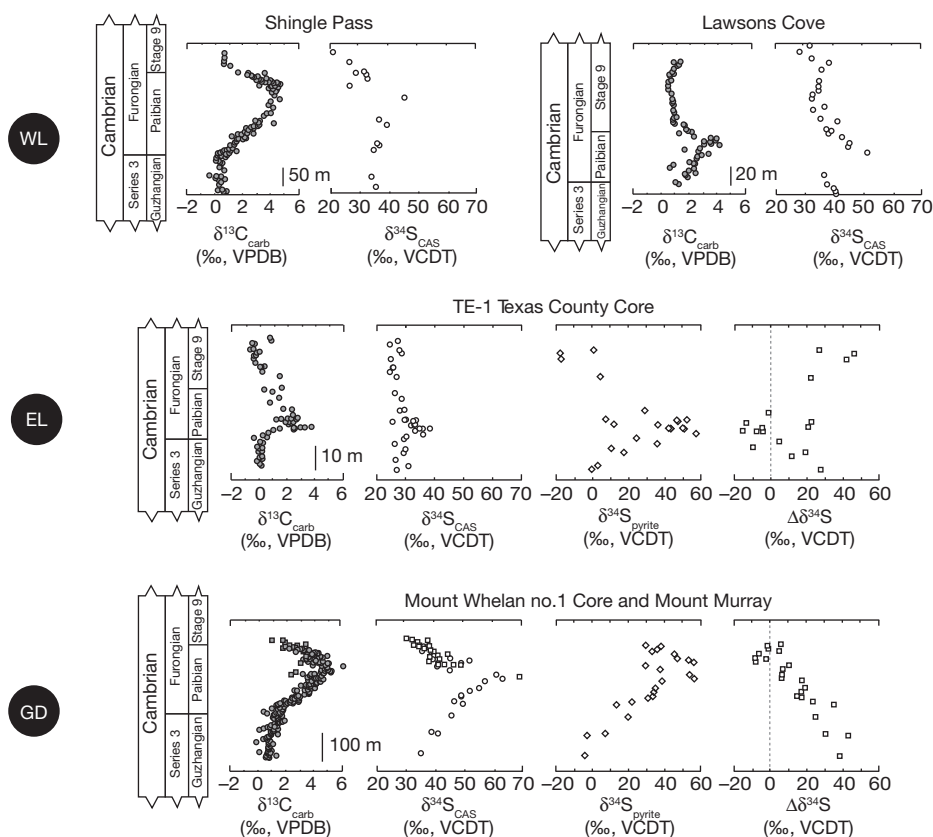 Shingle Pass
Lawsons Cove
WL
Cambrian
Series 3
Furongian
Guzhangian
Paibian
Stage 9
50 m
−2 0 2 4 6
20 30 40 50 60 70
δ13Ccarb
(‰, VPDB)
δ34SCAS
(‰, VCDT)
Cambrian
Series 3
Furongian
Guzhangian
Paibian
Stage 9
20 m
−2 0 2 4 6
20 30 40 50 60 70
δ13Ccarb
(‰, VPDB)
δ34SCAS
(‰, VCDT)
TE-1 Texas County Core
EL
Cambrian
Series 3
Furongian
Guzhangian
Paibian
Stage 9
10 m
−2 0 2 4 6
20 30 40 50 60 70
−20 0 20 40 60
−20 0 20 40 60
δ13Ccarb
(‰, VPDB)
δ34SCAS
(‰, VCDT)
δ34Spyrite
(‰, VCDT)
Δδ34S
(‰, VCDT)
Mount Whelan no.1 Core and Mount Murray
GD
Cambrian
Series 3
Furongian
Guzhangian
Paibian
Stage 9
100 m
−2 0 2 4 6
20 30 40 50 60 70
−20 0 20 40 60
−20 0 20 40 60
δ13Ccarb
(‰, VPDB)
δ34SCAS
(‰, VCDT)
δ34Spyrite
(‰, VCDT)
Δδ34S
(‰, VCDT)